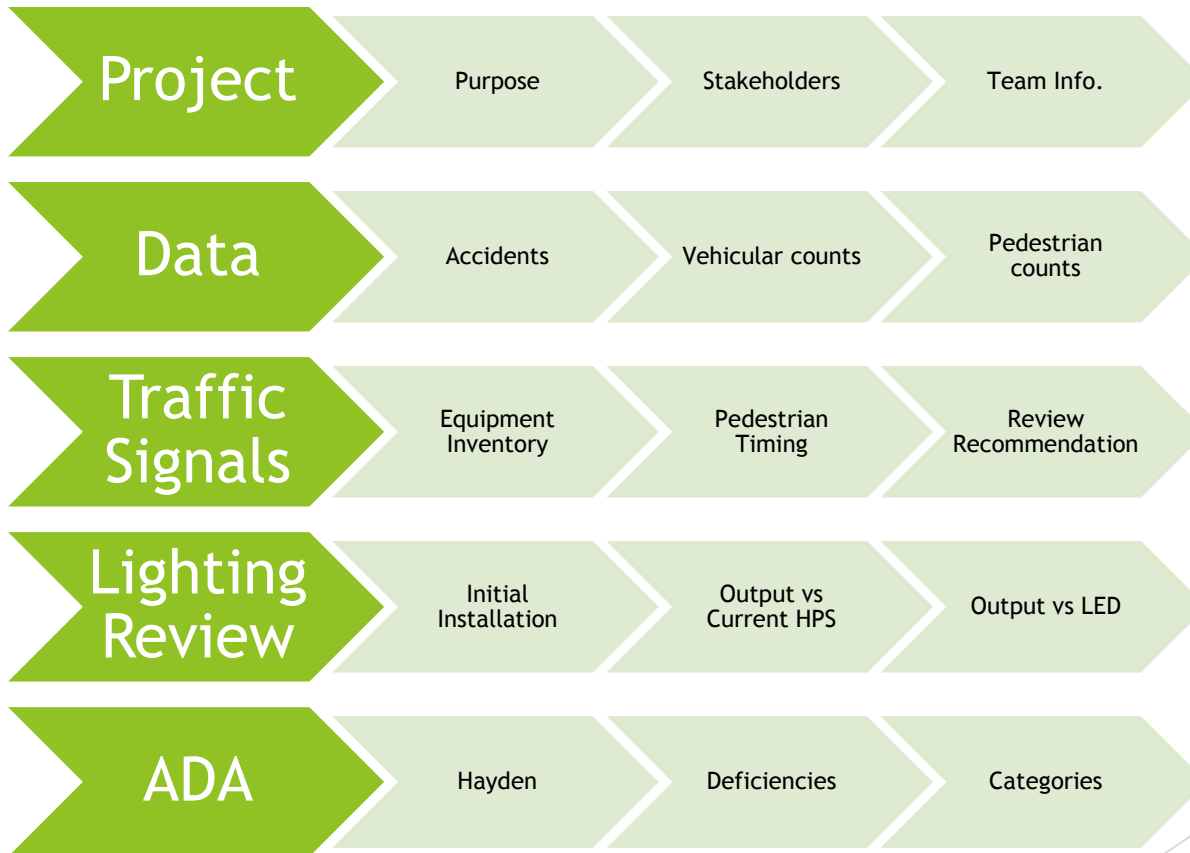 Project
Purpose
Stakeholders
Team Info.
Data
Accidents
Vehicular counts
Pedestrian
counts
Traffic
Signals
Equipment
Inventory
Pedestrian
Timing
Review
Recommendation
Lighting
Review
Initial
Installation
Output vs
Current HPS
Output vs LED
ADA
Hayden
Deficiencies
Categories